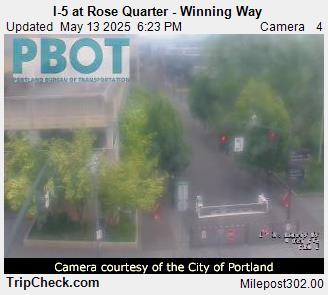 I-5 at Rose Quarter - Winning Way
Updated May 13 2025 6:23 PM Camera 4
PBOT
PORTLAND BUREAU OF TRANSPORTATION
Camera courtesy of the City of Portland
TripCheck.com Milepost302.00